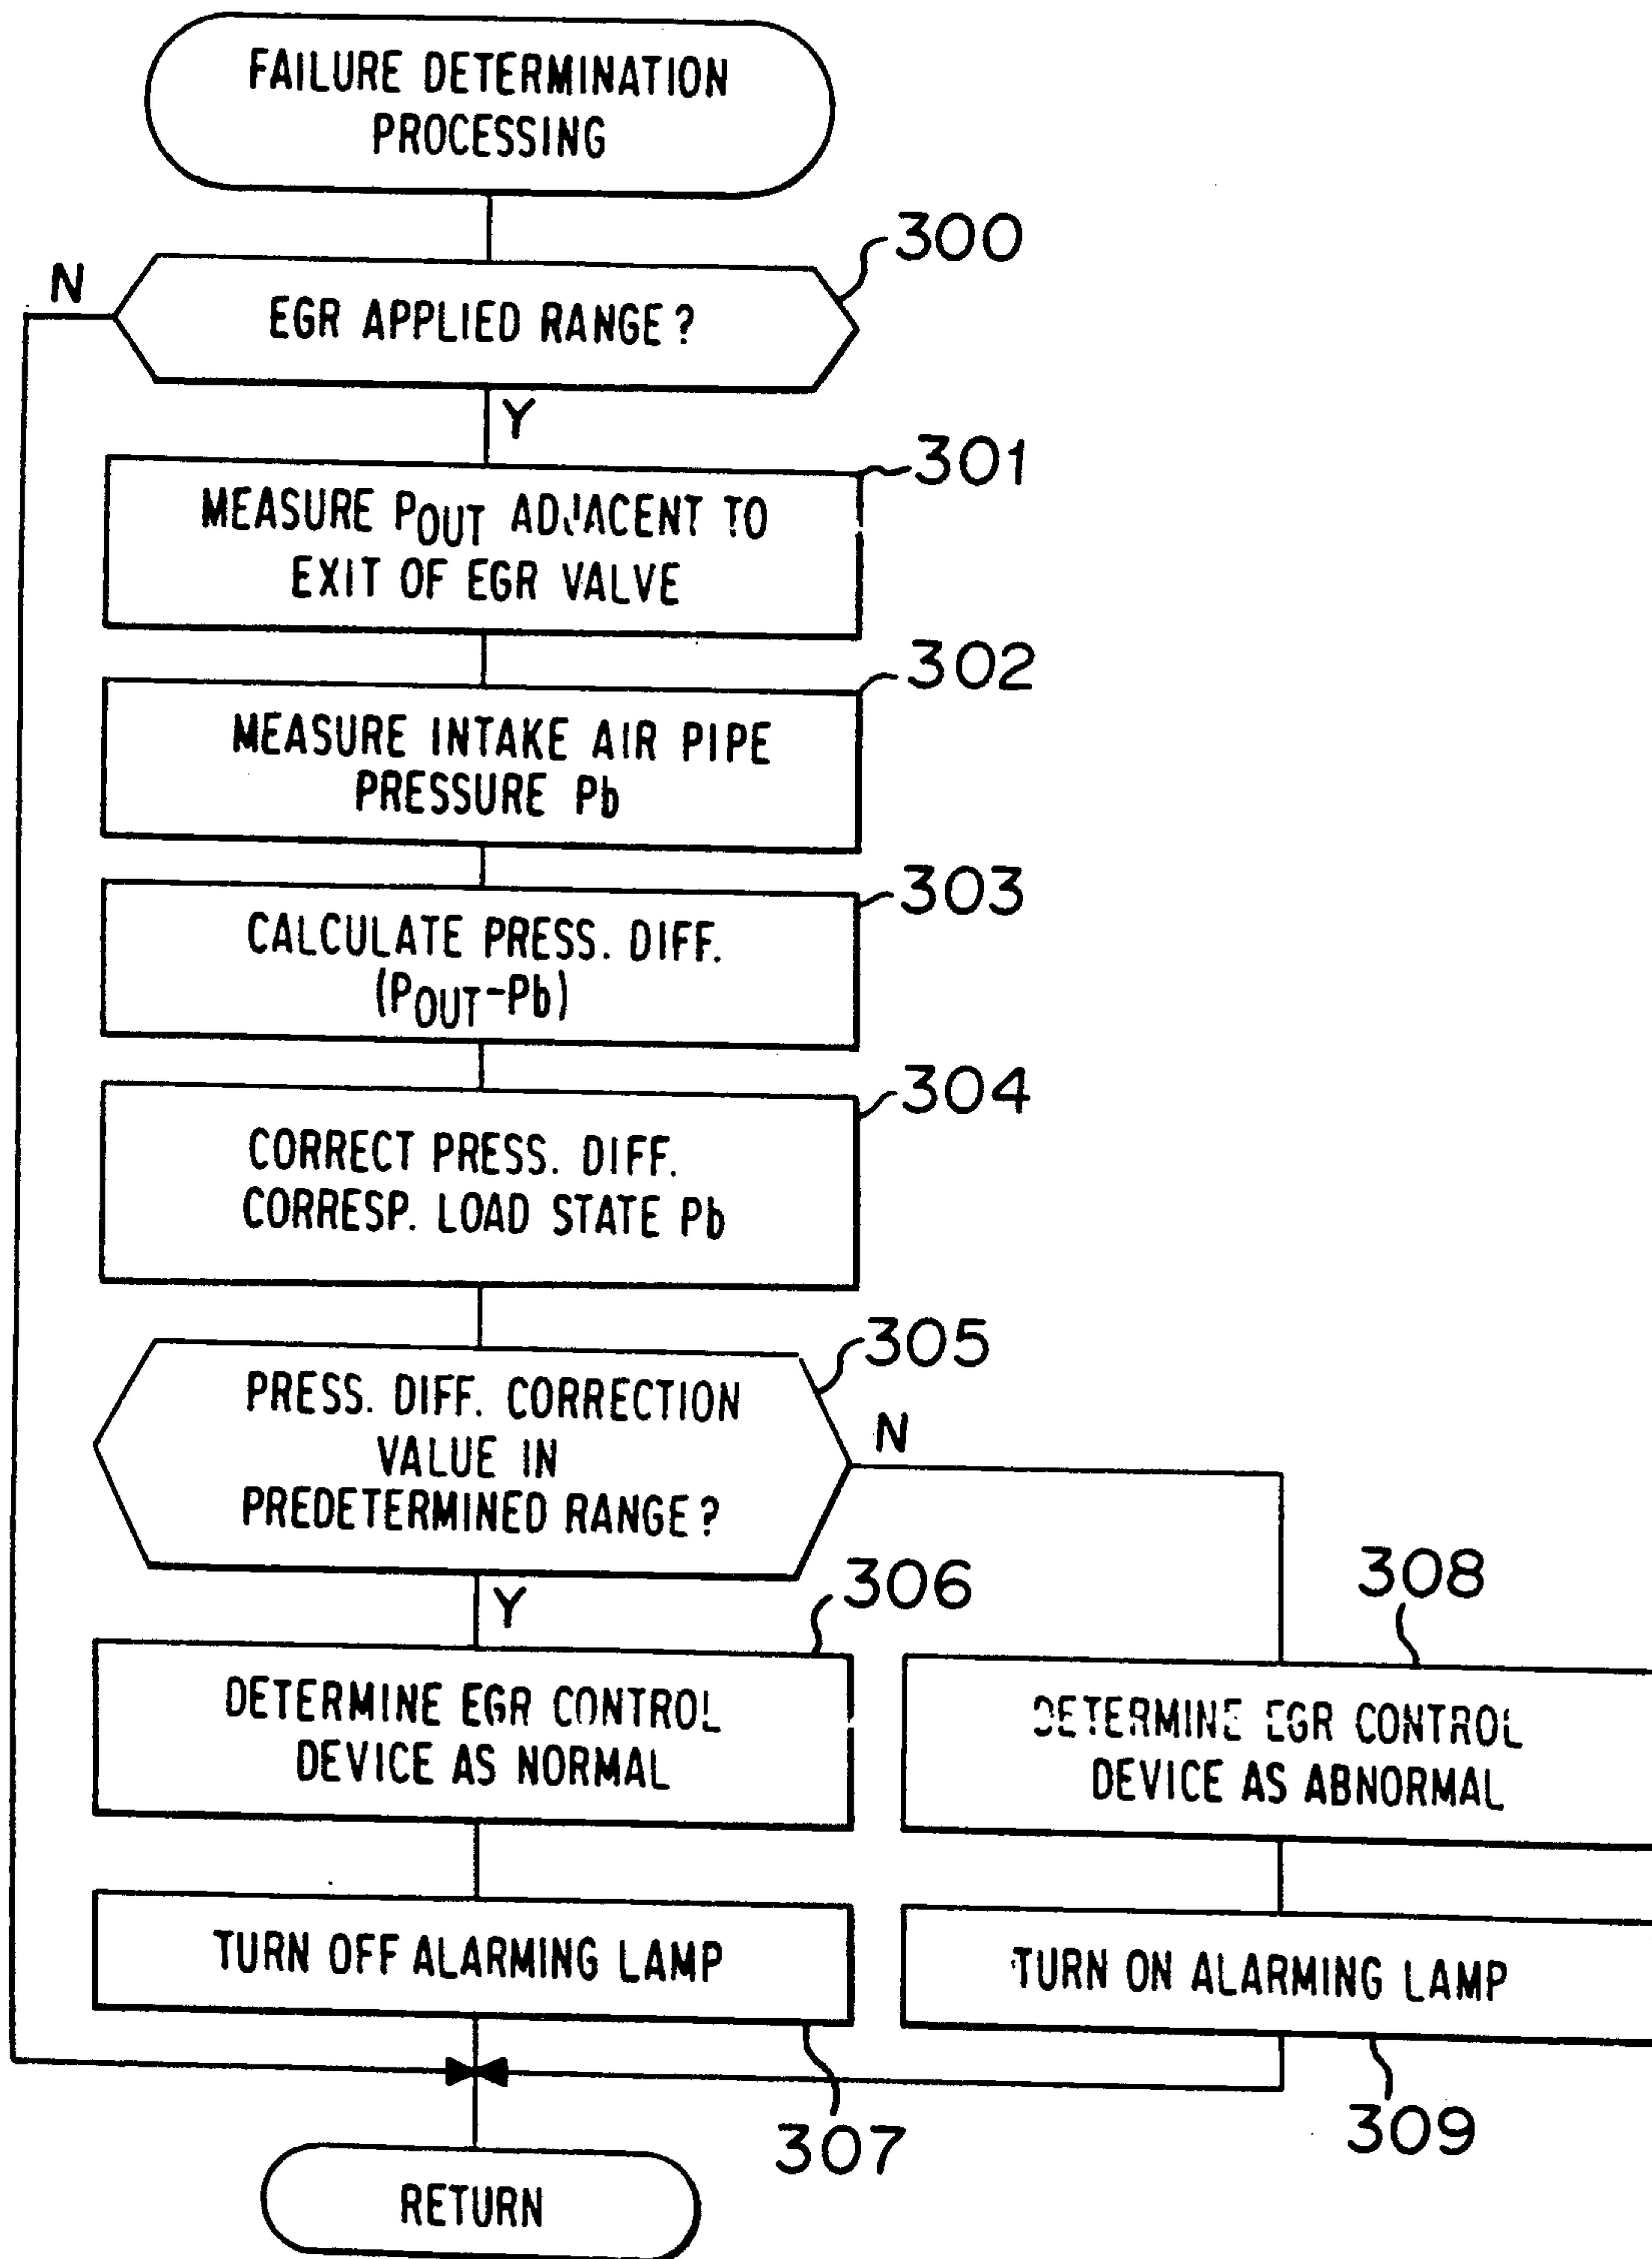 FAILURE DETERMINATION
PROCESSING
300
N
EGR APPLIED RANGE?
Y
301
MEASURE POUT ADJACENT TO
EXIT OF EGR VALVE
302
MEASURE INTAKE AIR PIPE
PRESSURE Pb
303
CALCULATE PRESS. DIFF.
(POUT-Pb)
304
CORRECT PRESS. DIFF.
CORRESP. LOAD STATE Pb
305
PRESS. DIFF. CORRECTION
VALUE IN
PREDETERMINED RANGE?
N
Y
306
308
DETERMINE EGR CONTROL
DEVICE AS NORMAL
DETERMINE EGR CONTROL
DEVICE AS ABNORMAL
TURN OFF ALARMING LAMP
TURN ON ALARMING LAMP
307
309
RETURN